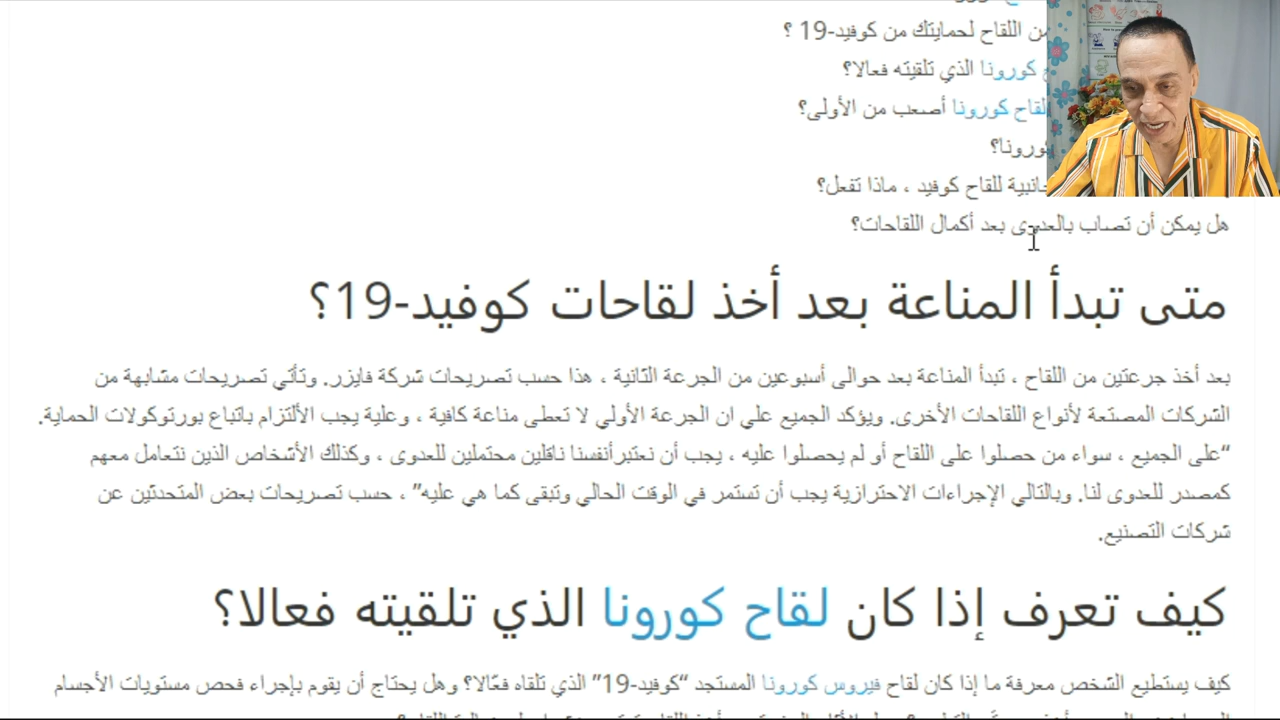 من اللقاح لحمايتك من كوفيد-19 ؟
كورونا الذي تلقيته فعالا؟
لقاح كورونا أصعب من الأولى؟
كورونا؟
جانبية للقاح كوفيد ، ماذا تفعل؟
هل يمكن أن تصاب بالعدوى بعد أكمال اللقاحات؟
متى تبدأ المناعة بعد أخذ لقاحات كوفيد-19؟
بعد أخذ جرعتين من اللقاح ، تبدأ المناعة بعد حوالى أسبوعين من الجرعة الثانية ، هذا حسب تصريحات شركة فايزر. وتأتي تصريحات مشابهة من
الشركات المصنعة لأنواع اللقاحات الأخرى. ويؤكد الجميع علي ان الجرعة الأولي لا تعطى مناعة كافية ، وعلية يجب الألتزام باتباع بورتوكولات الحماية.
“على الجميع ، سواء من حصلوا على اللقاح أو لم يحصلوا عليه ، يجب أن نعتبرأنفسنا ناقلين محتملين للعدوى ، وكذلك الأشخاص الذين نتعامل معهم
كمصدر للعدوى لنا. وبالتالي الإجراءات الاحترازية يجب أن تستمر في الوقت الحالي وتبقى كما هي عليه” ، حسب تصريحات بعض المتحدثين عن
شركات التصنيع.
كيف تعرف إذا كان لقاح كورونا الذي تلقيته فعالا؟
كيف يستطيع الشخص معرفة ما إذا كان لقاح فيروس كورونا المستجد “كوفيد-19” الذي تلقاه فعّالا؟ وهل يحتاج أن يقوم بإجراء فحص مستويات الأجسام